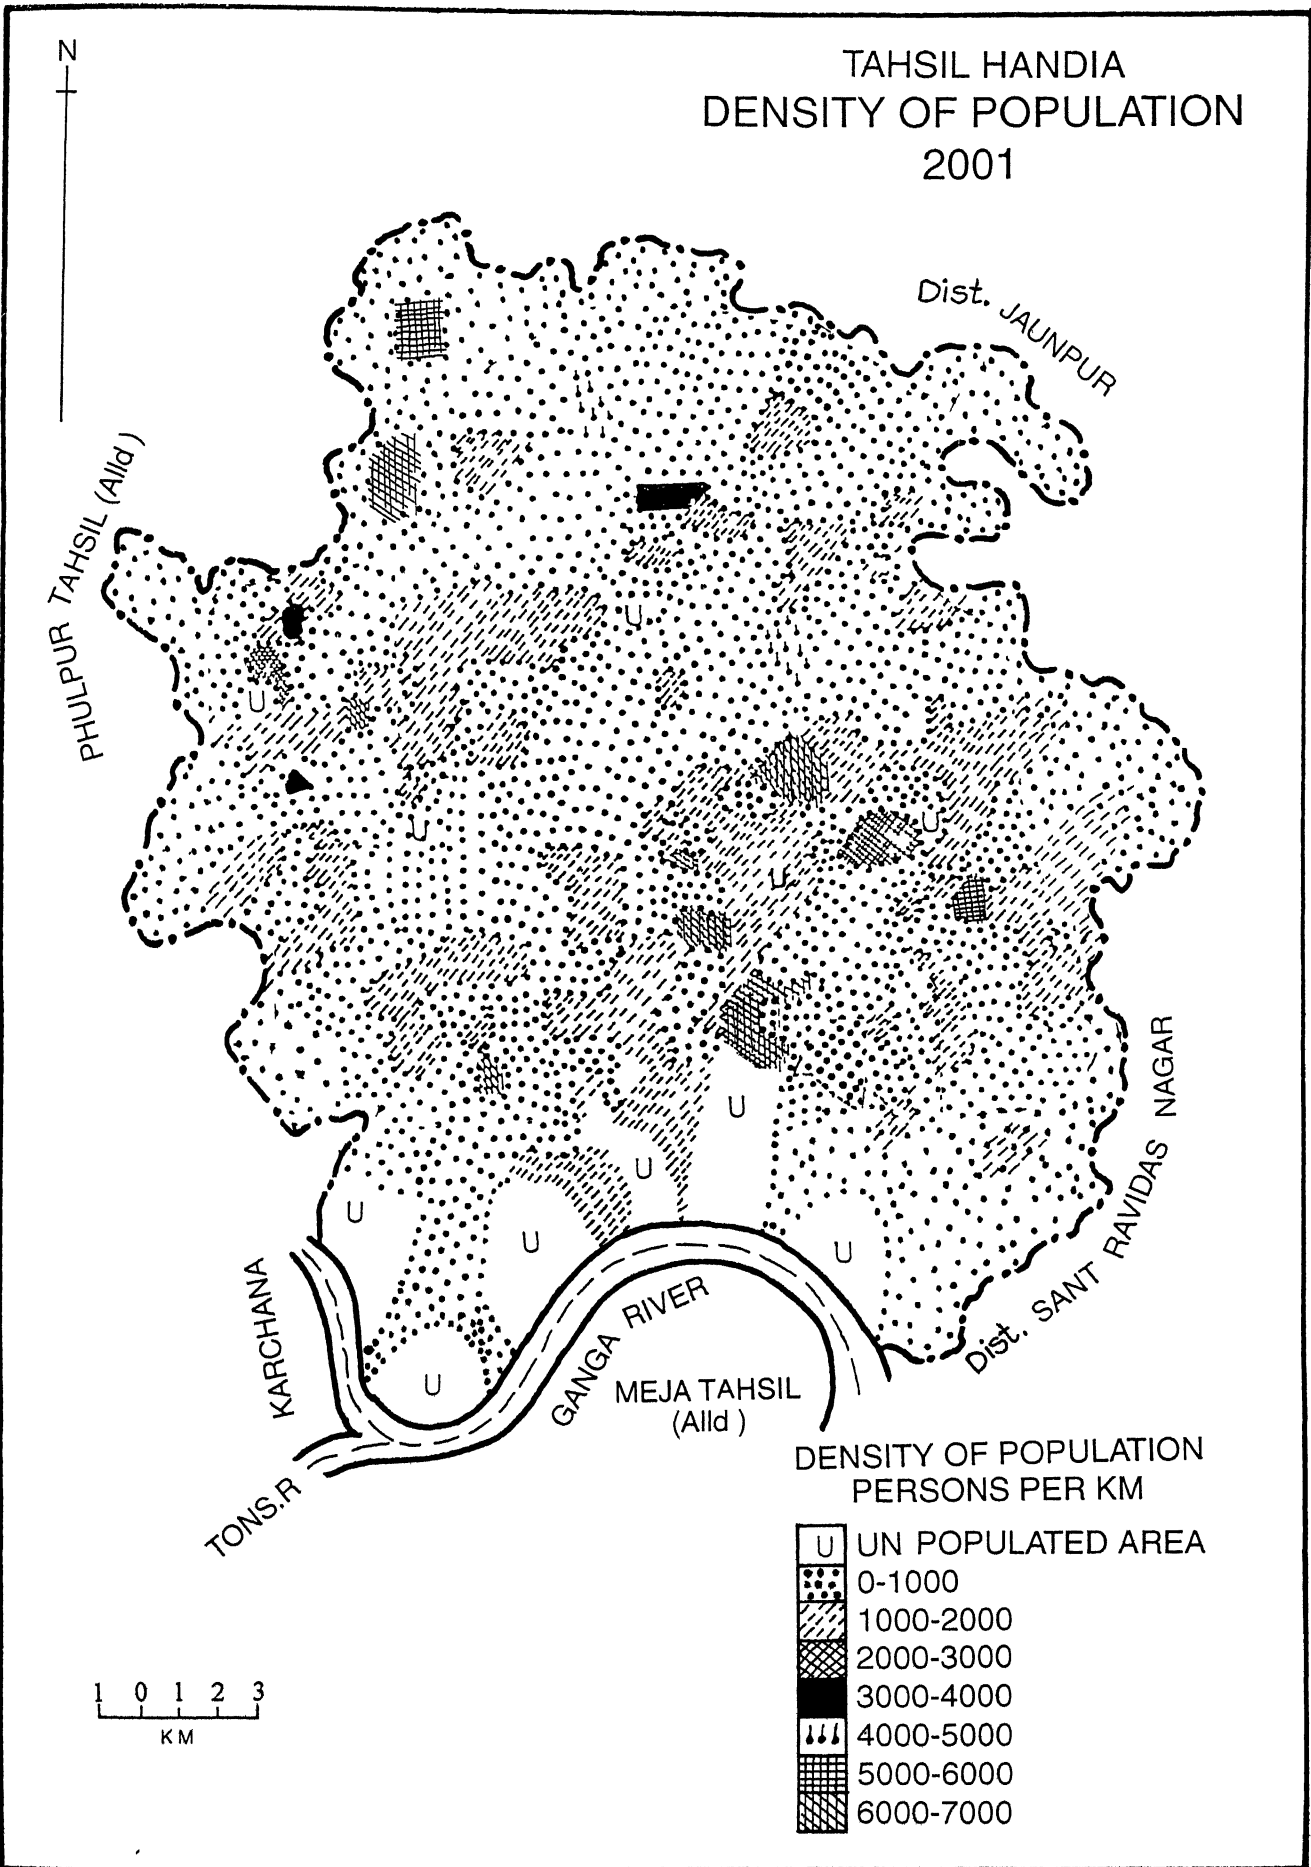 N
TAHSIL HANDIA
DENSITY OF POPULATION
2001
Dist. JAUNPUR
PHULPUR TAHSIL (Alld )
U
U
U
U
U
U
U
U
U
U
U
DIST. SANT RAVIDAS NAGAR
KARCHANA
GANGA RIVER
MEJA TAHSIL
(Alld )
TONS.R
DENSITY OF POPULATION
PERSONS PER KM
U UN POPULATED AREA
0-1000
1000-2000
2000-3000
3000-4000
4000-5000
5000-6000
6000-7000
1 0 1 2 3
KM